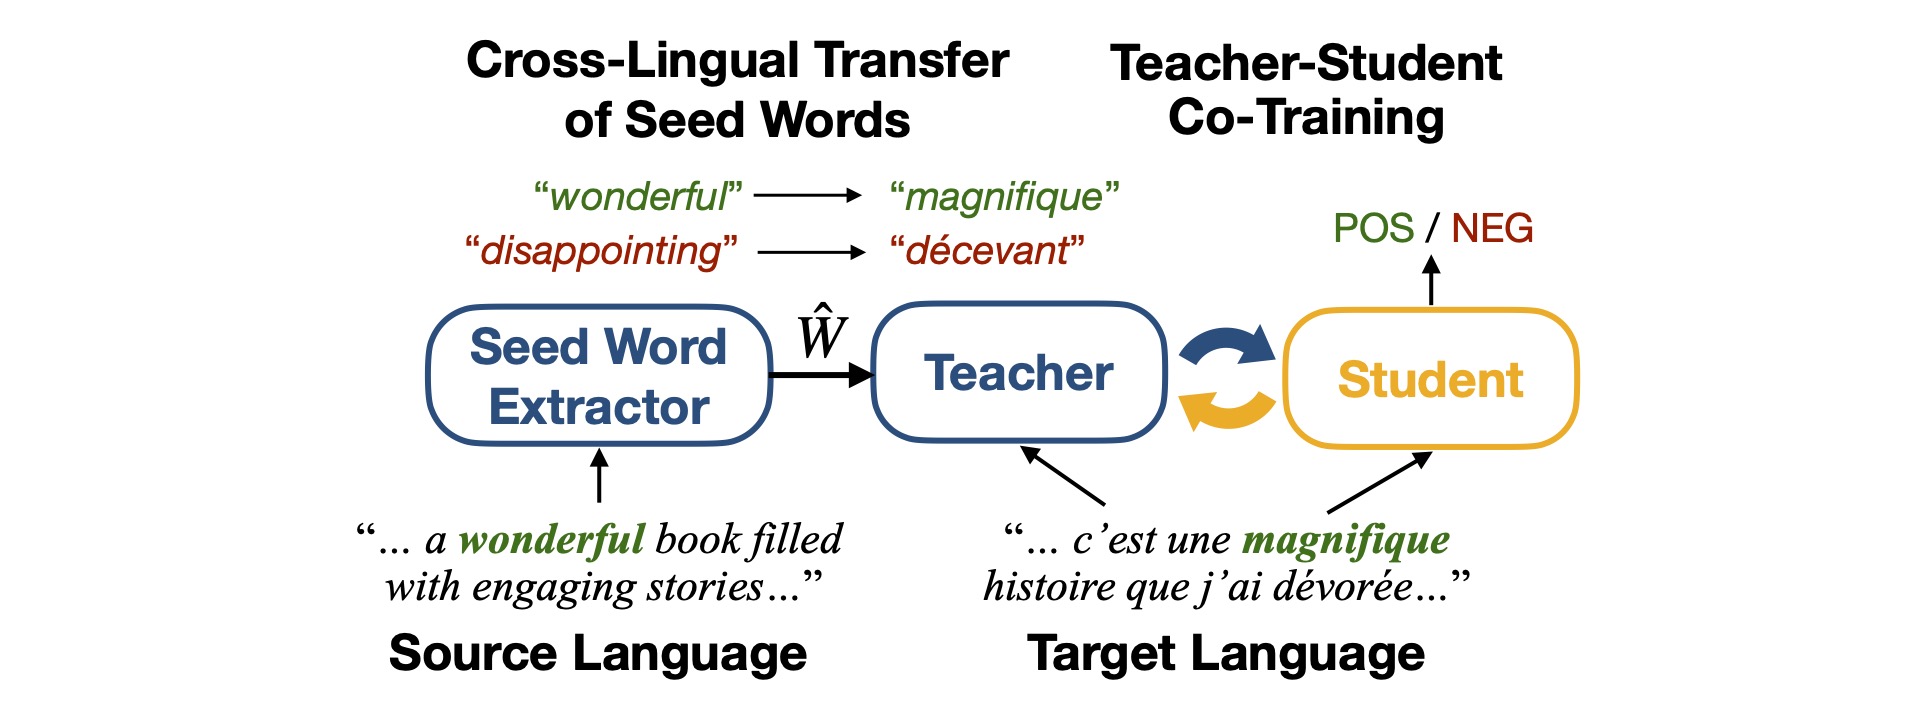 Cross-Lingual Transfer
of Seed Words
Teacher-Student
Co-Training
“wonderful” “magnifique”
“disappointing” “décevant”
POS / NEG
Seed Word
Extractor
Ŵ
Teacher
Student
“... a wonderful book filled
with engaging stories...”
Source Language
“... c’est une magnifique
histoire que j’ai dévorée...”
Target Language